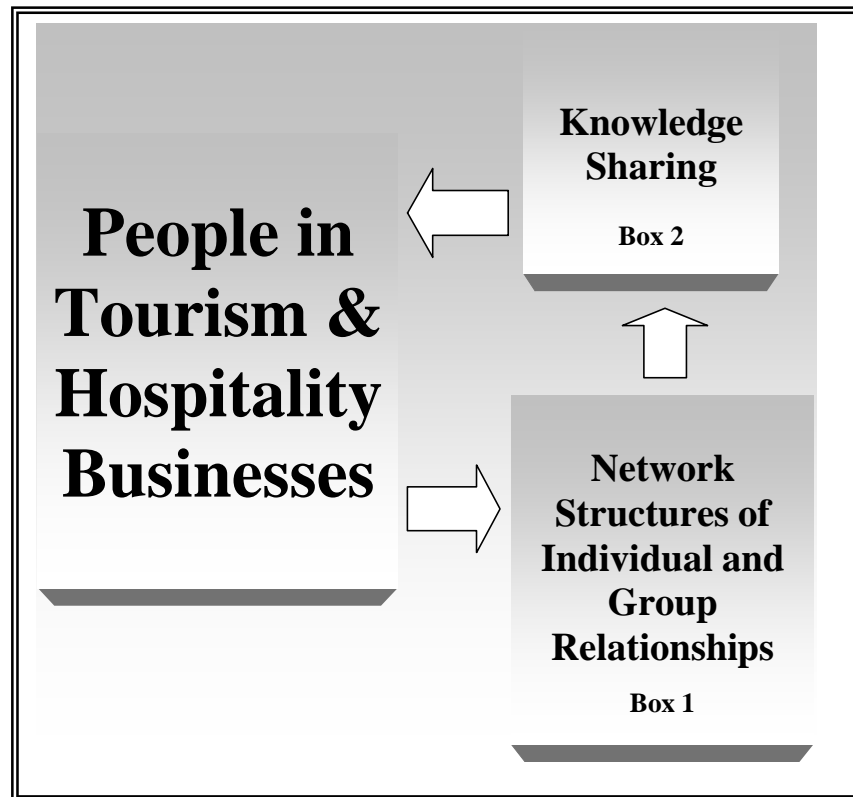 People in
Tourism &
Hospitality
Businesses
Knowledge
Sharing
Box 2
Network
Structures of
Individual and
Group
Relationships
Box 1